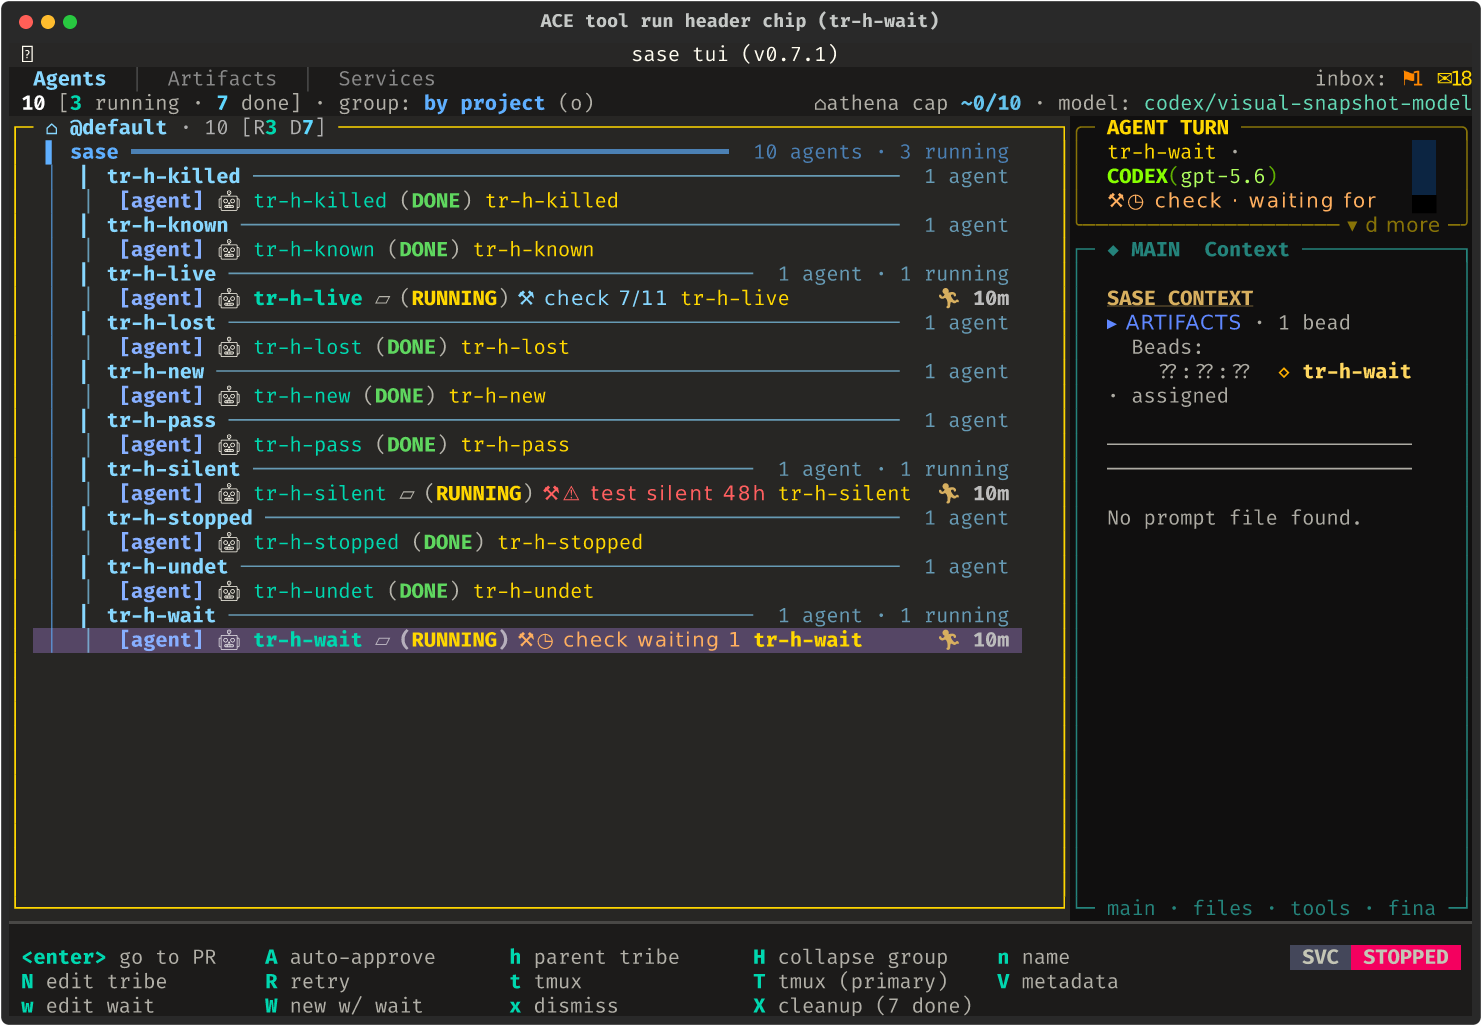 ACE tool run header chip (tr-h-wait)
sase tui (v0.7.1)
Agents │ Artifacts │ Services
inbox: ⚑1 ✉18
10 [3 running · 7 done] · group: by project (o)
⌂athena cap ~0/10 · model: codex/visual-snapshot-model
⌂ @default · 10 [R3 D7]
sase 10 agents · 3 running
tr-h-killed 1 agent
[agent] 🤖 tr-h-killed (DONE) tr-h-killed
tr-h-known 1 agent
[agent] 🤖 tr-h-known (DONE) tr-h-known
tr-h-live 1 agent · 1 running
[agent] 🤖 tr-h-live ▱ (RUNNING) ⚒ check 7/11 tr-h-live 🏃 10m
tr-h-lost 1 agent
[agent] 🤖 tr-h-lost (DONE) tr-h-lost
tr-h-new 1 agent
[agent] 🤖 tr-h-new (DONE) tr-h-new
tr-h-pass 1 agent
[agent] 🤖 tr-h-pass (DONE) tr-h-pass
tr-h-silent 1 agent · 1 running
[agent] 🤖 tr-h-silent ▱ (RUNNING) ⚒⚠ test silent 48h tr-h-silent 🏃 10m
tr-h-stopped 1 agent
[agent] 🤖 tr-h-stopped (DONE) tr-h-stopped
tr-h-undet 1 agent
[agent] 🤖 tr-h-undet (DONE) tr-h-undet
tr-h-wait 1 agent · 1 running
[agent] 🤖 tr-h-wait ▱ (RUNNING) ⚒◷ check waiting 1 tr-h-wait 🏃 10m
AGENT TURN
tr-h-wait ·
CODEX(gpt-5.6)
⚒◷ check · waiting for
▾ d more
◆ MAIN Context
SASE CONTEXT
▸ ARTIFACTS · 1 bead
Beads:
??:??:?? ◇ tr-h-wait
· assigned
No prompt file found.
main · files · tools · fina
<enter> go to PR A auto-approve h parent tribe H collapse group n name
N edit tribe R retry t tmux T tmux (primary) V metadata
w edit wait W new w/ wait x dismiss X cleanup (7 done)
SVC STOPPED